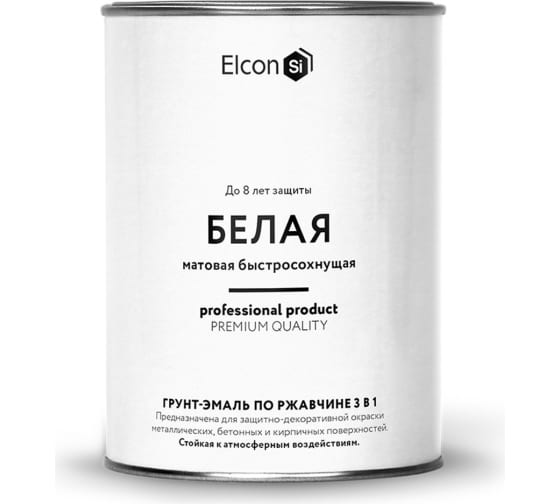 Elcon Si
До 8 лет защиты
БЕЛАЯ
матовая быстросохнущая
professional product
PREMIUM QUALITY
ГРУНТ-ЭМАЛЬ ПО РЖАВЧИНЕ 3 В 1
Предназначена для защитно-декоративной окраски
металлических, бетонных и кирпичных поверхностей.
Стойкая к атмосферным воздействиям.